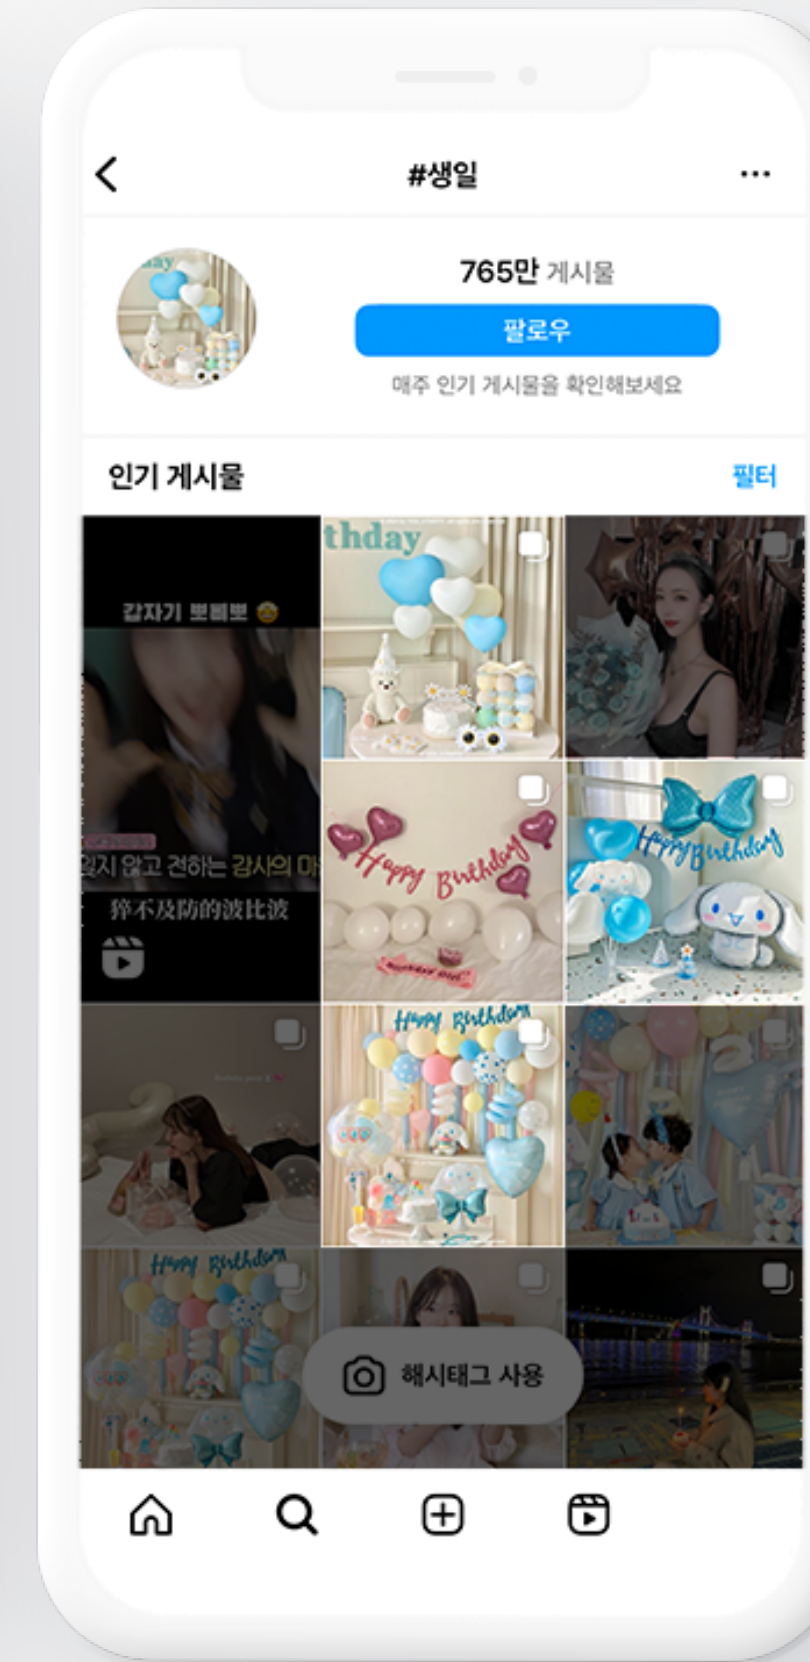 #생일
765만 게시물
팔로우
매주 인기 게시물을 확인해보세요
인기 게시물
필터
갑자기 뽀삐뽀 🤩
잊지 않고 전하는 감사의 마
猝不及防的波比波
thday
Happy Birthday
Happy Birthday
Happy Birthday
Happy Birthday
해시태그 사용